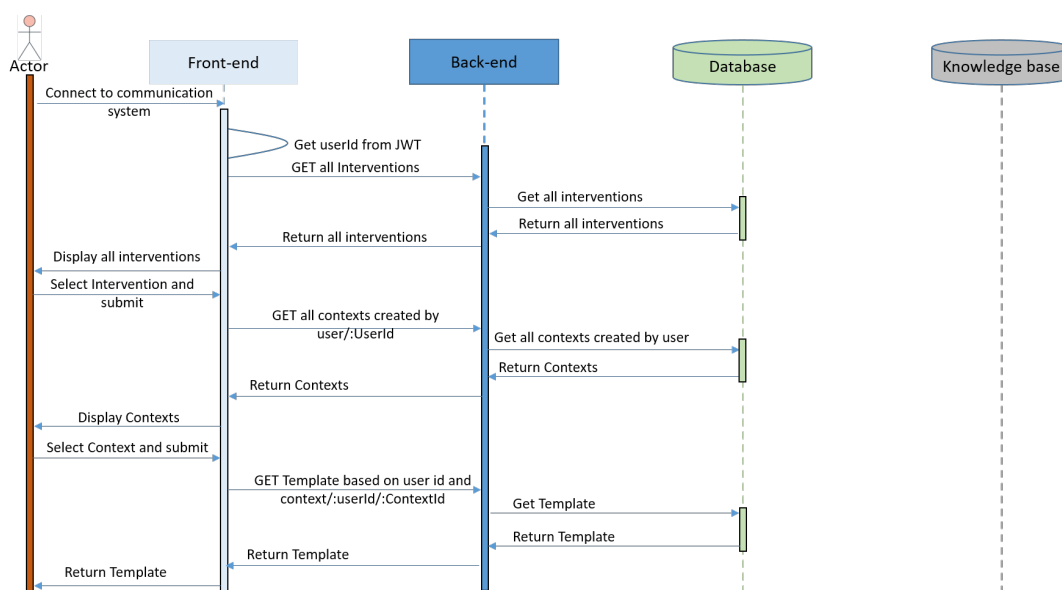 Actor
Front-end
Back-end
Database
Knowledge base
Connect to communication
system
Get userId from JWT
GET all Interventions
Get all interventions
Return all interventions
Return all interventions
Display all interventions
Select Intervention and
submit
GET all contexts created by
user/:UserId
Get all contexts created by user
Return Contexts
Return Contexts
Display Contexts
Select Context and submit
GET Template based on user id and
context/:userId/:ContextId
Get Template
Return Template
Return Template
Return Template